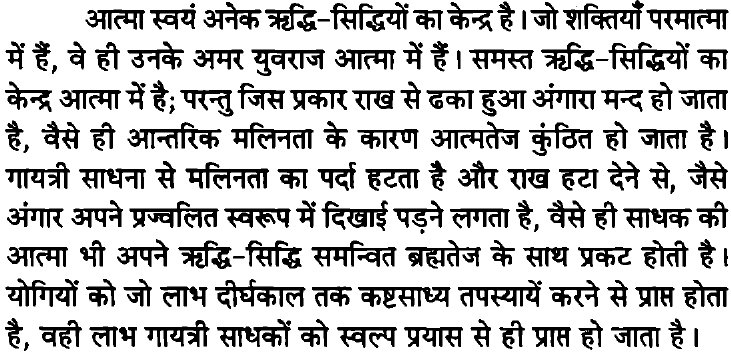 आत्मा स्वयं अनेक ऋद्धि-सिद्धियों का केन्द्र है। जो शक्तियाँ परमात्मा
में हैं, वे ही उनके अमर युवराज आत्मा में हैं। समस्त ऋद्धि-सिद्धियों का
केन्द्र आत्मा में है; परन्तु जिस प्रकार राख से ढका हुआ अंगारा मन्द हो जाता
है, वैसे ही आन्तरिक मलिनता के कारण आत्मतेज कुंठित हो जाता है।
गायत्री साधना से मलिनता का पर्दा हटता है और राख हटा देने से, जैसे
अंगार अपने प्रज्वलित स्वरूप में दिखाई पड़ने लगता है, वैसे ही साधक की
आत्मा भी अपने ऋद्धि-सिद्धि समन्वित ब्रह्मतेज के साथ प्रकट होती है।
योगियों को जो लाभ दीर्घकाल तक कष्टसाध्य तपस्यायें करने से प्राप्त होता
है, वही लाभ गायत्री साधकों को स्वल्प प्रयास से ही प्राप्त हो जाता है।